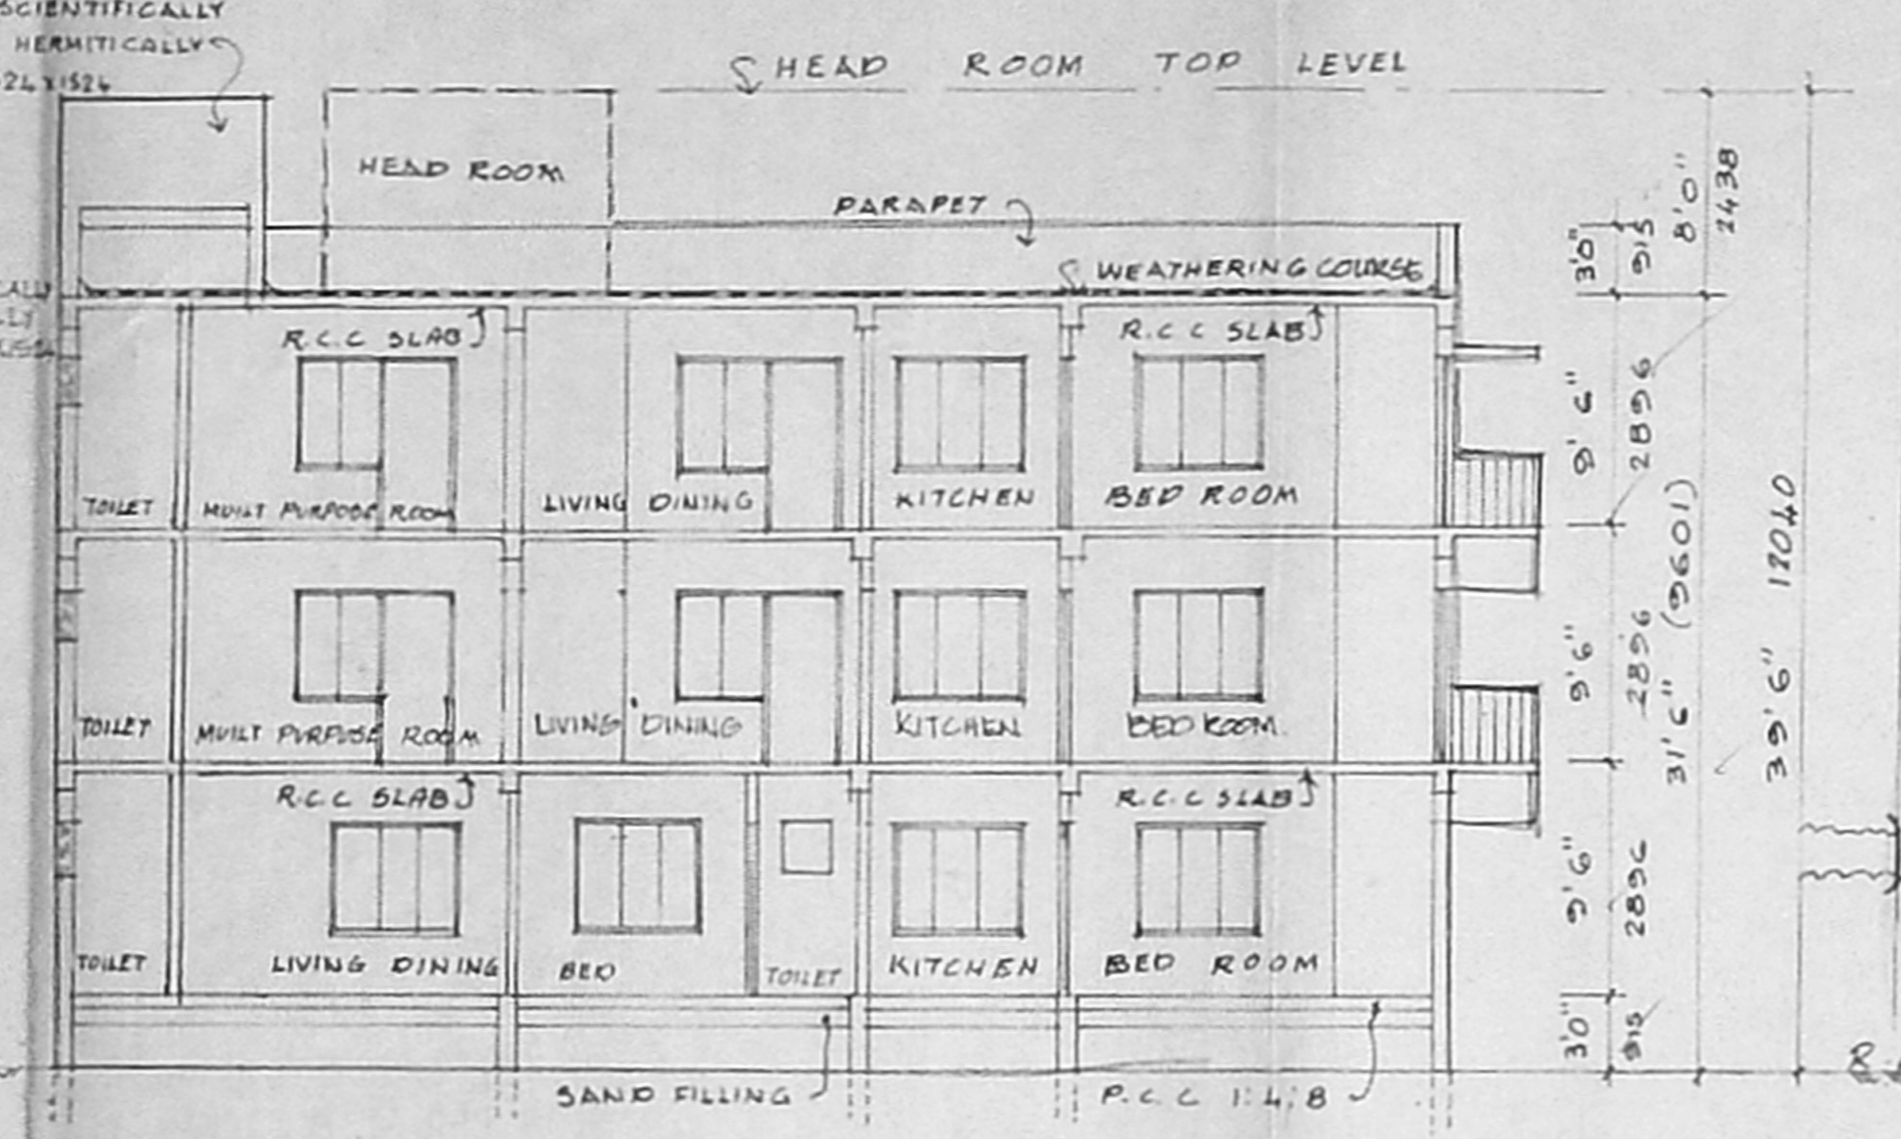 SCIENTIFICALLY
HERMITICALLY
HEAD ROOM TOP LEVEL
HEAD ROOM
PARAPET
WEATHERING COURSE
R.C.C SLAB
R.C.C SLAB
TOILET
MUILT PURPOSE ROOM
LIVING DINING
KITCHEN
BED ROOM
TOILET
MUILT PURPOSE ROOM
LIVING DINING
KITCHEN
BED ROOM
R.C.C SLAB
R.C.C SLAB
TOILET
LIVING DINING
BED
TOILET
KITCHEN
BED ROOM
SAND FILLING
P.C.C 1:4:8
3'0"
915
8'0"
2438
9'6"
2896
9'6"
2896
31'6" (9601)
39'6" 12040
9'6"
2896
3'0"
915